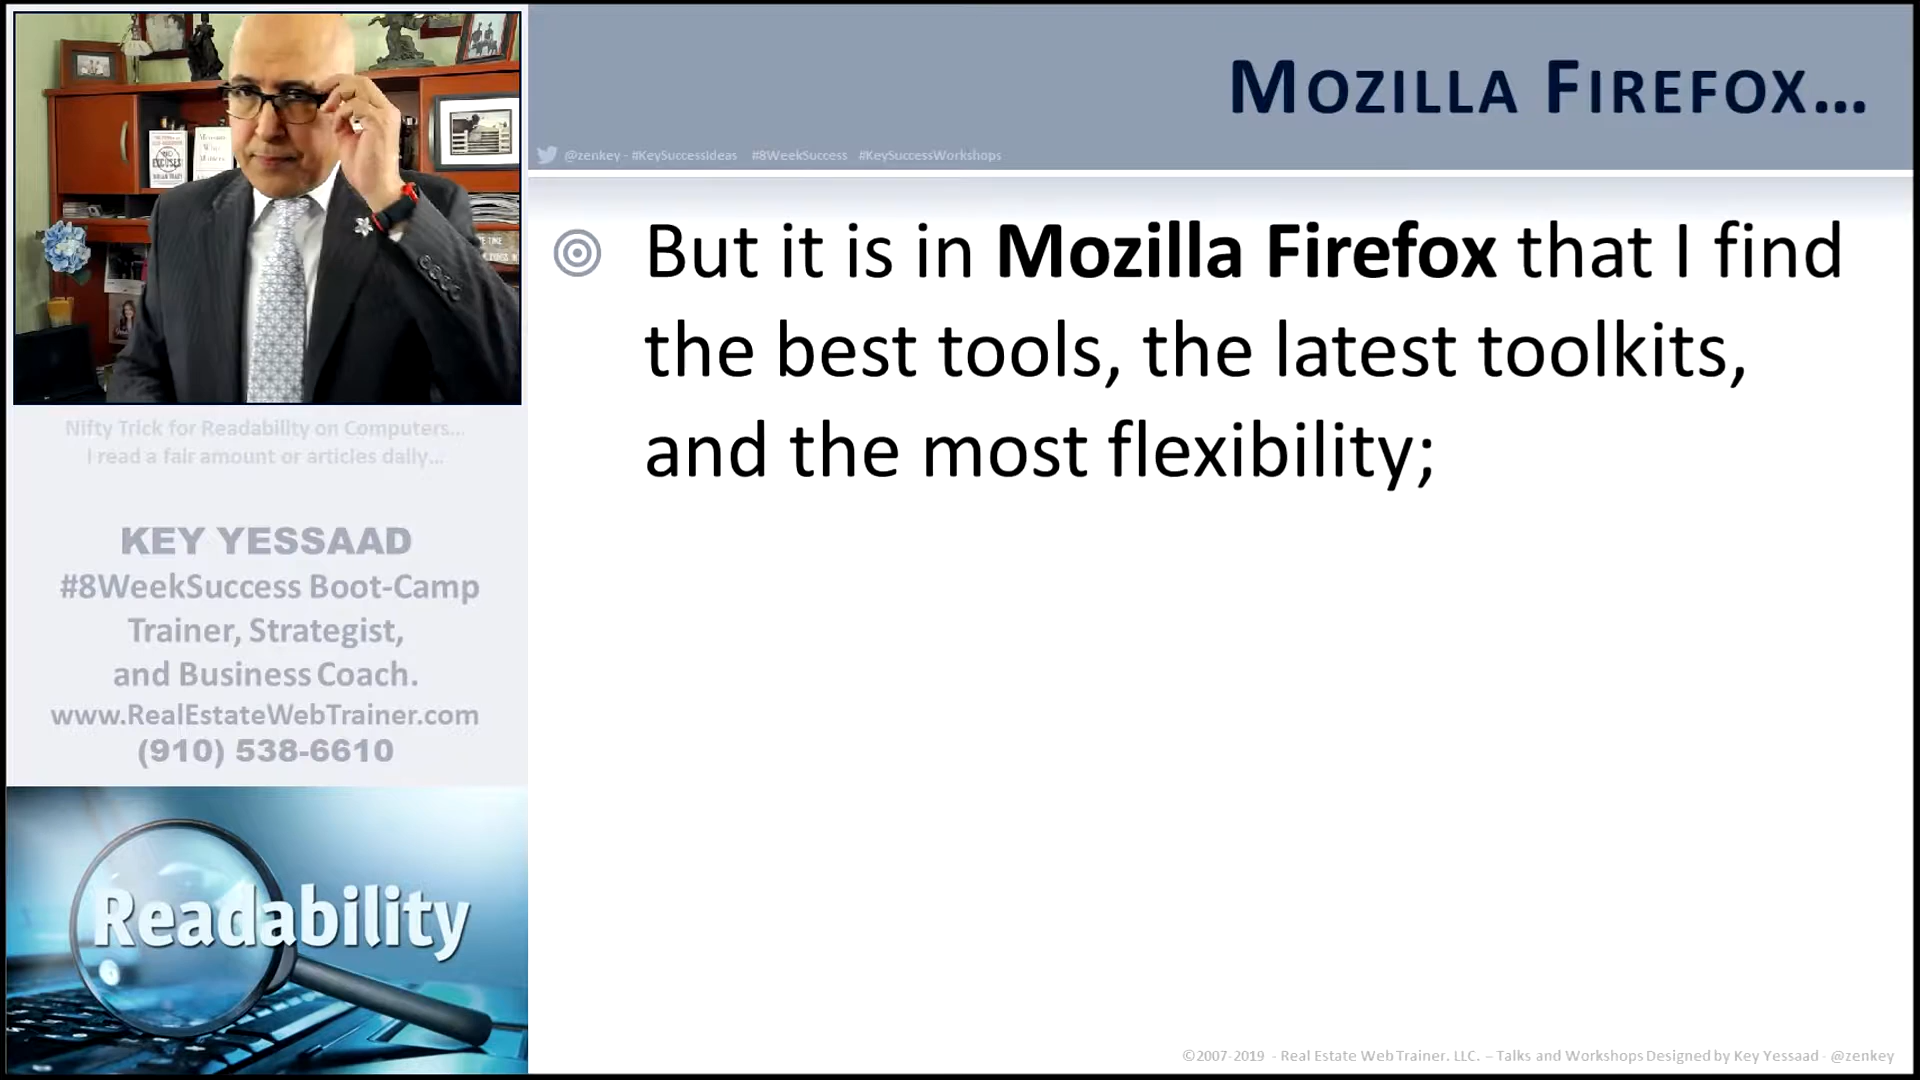 MOZILLA FIREFOX...
@zenkey - #KeySuccessIdeas #8WeekSuccess #KeySuccessWorkshops
But it is in Mozilla Firefox that I find
the best tools, the latest toolkits,
and the most flexibility;
Nifty Trick for Readability on Computers...
I read a fair amount or articles daily...
KEY YESSAAD
#8WeekSuccess Boot-Camp
Trainer, Strategist,
and Business Coach.
www.RealEstateWebTrainer.com
(910) 538-6610
Readability
©2007-2019 - Real Estate Web Trainer. LLC. – Talks and Workshops Designed by Key Yessaad - @zenkey